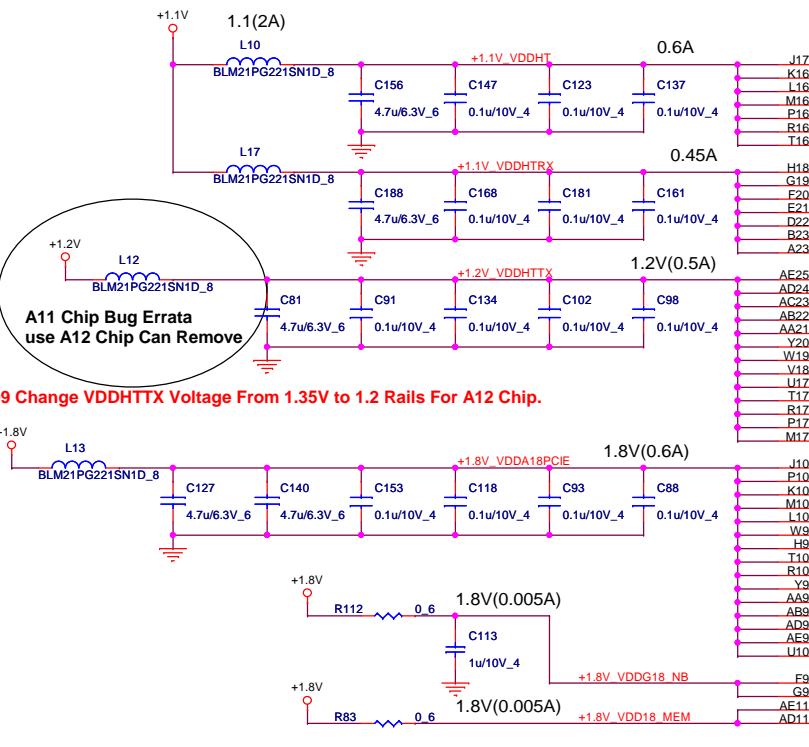 +1.1V
1.1(2A)
L10
BLM21PG221SN1D_8
+1.1V_VDDHT
0.6A
C156
4.7u/6.3V_6
C147
0.1u/10V_4
C123
0.1u/10V_4
C137
0.1u/10V_4
J17
K16
L16
M16
P16
R16
T16
L17
BLM21PG221SN1D_8
+1.1V_VDDHTRX
0.45A
C188
4.7u/6.3V_6
C168
0.1u/10V_4
C181
0.1u/10V_4
C161
0.1u/10V_4
H18
G19
F20
E21
D22
B23
A23
+1.2V
L12
BLM21PG221SN1D_8
+1.2V_VDDHTTX
1.2V(0.5A)
C81
4.7u/6.3V_6
C91
0.1u/10V_4
C134
0.1u/10V_4
C102
0.1u/10V_4
C98
0.1u/10V_4
A11 Chip Bug Errata
use A12 Chip Can Remove
AE25
AD24
AC23
AB22
AA21
Y20
W19
V18
U17
T17
R17
P17
M17
9 Change VDDHTTX Voltage From 1.35V to 1.2 Rails For A12 Chip.
+1.8V
L13
BLM21PG221SN1D_8
+1.8V_VDDA18PCIE
1.8V(0.6A)
C127
4.7u/6.3V_6
C140
4.7u/6.3V_6
C153
0.1u/10V_4
C118
0.1u/10V_4
C93
0.1u/10V_4
C88
0.1u/10V_4
J10
P10
K10
M10
L10
W9
H9
T10
R10
Y9
AA9
AB9
AD9
AE9
U10
+1.8V
R112
0_6
1.8V(0.005A)
C113
1u/10V_4
+1.8V_VDDG18_NB
F9
G9
+1.8V
R83
0_6
1.8V(0.005A)
+1.8V_VDD18_MEM
AE11
AD11